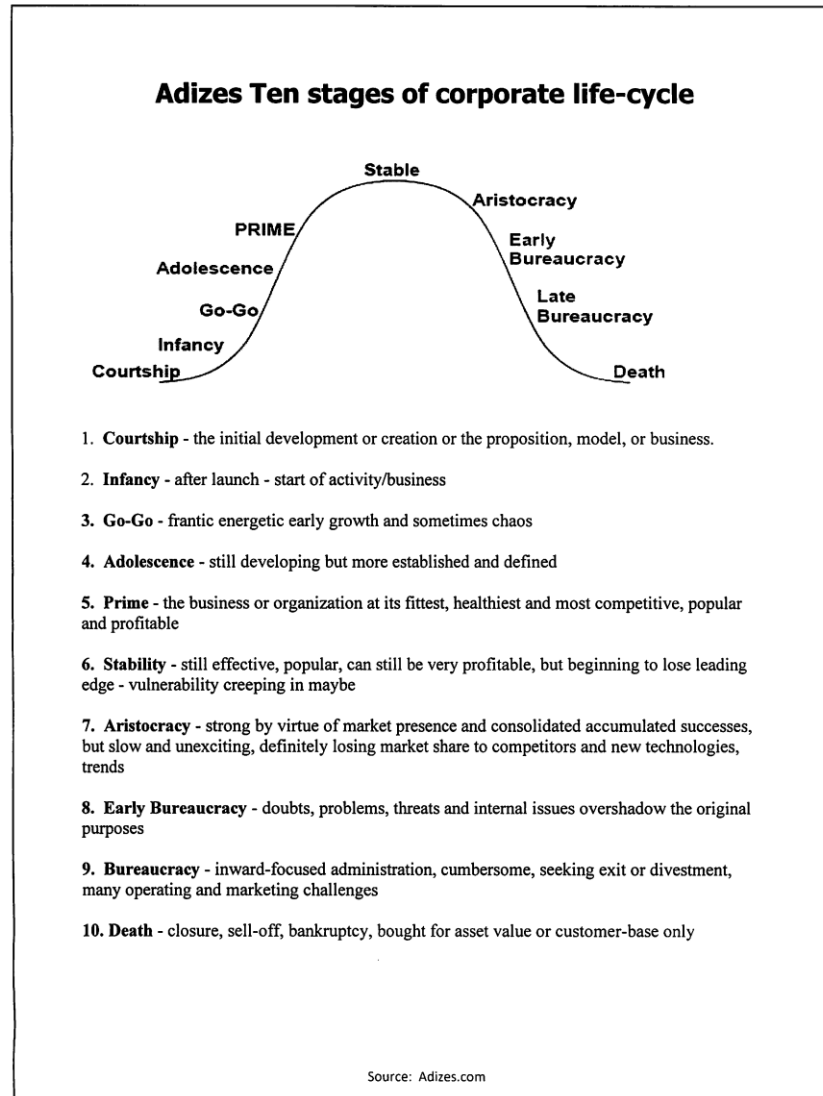 Adizes Ten stages of corporate life-cycle
Stable
Aristocracy
PRIME
Early
Bureaucracy
Adolescence
Go-Go
Late
Bureaucracy
Infancy
Courtship
Death
1. Courtship - the initial development or creation or the proposition, model, or business.
2. Infancy - after launch - start of activity/business
3. Go-Go - frantic energetic early growth and sometimes chaos
4. Adolescence - still developing but more established and defined
5. Prime - the business or organization at its fittest, healthiest and most competitive, popular
and profitable
6. Stability - still effective, popular, can still be very profitable, but beginning to lose leading
edge - vulnerability creeping in maybe
7. Aristocracy - strong by virtue of market presence and consolidated accumulated successes,
but slow and unexciting, definitely losing market share to competitors and new technologies,
trends
8. Early Bureaucracy - doubts, problems, threats and internal issues overshadow the original
purposes
9. Bureaucracy - inward-focused administration, cumbersome, seeking exit or divestment,
many operating and marketing challenges
10. Death - closure, sell-off, bankruptcy, bought for asset value or customer-base only
Source: Adizes.com